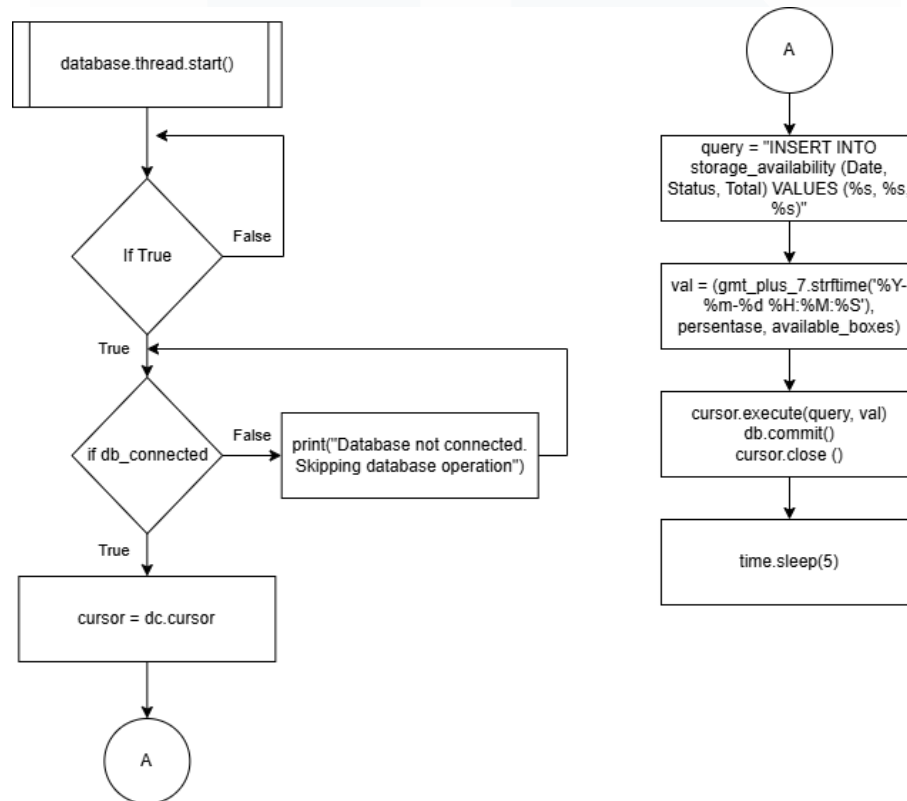 database.thread.start()
If True
False
True
if db_connected
False
print("Database not connected.
Skipping database operation")
True
cursor = dc.cursor
A
A
query = "INSERT INTO
storage_availability (Date,
Status, Total) VALUES (%s, %s,
%s)"
val = (gmt_plus_7.strftime('%Y-
%m-%d %H:%M:%S'),
persentase, available_boxes)
cursor.execute(query, val)
db.commit()
cursor.close ()
time.sleep(5)